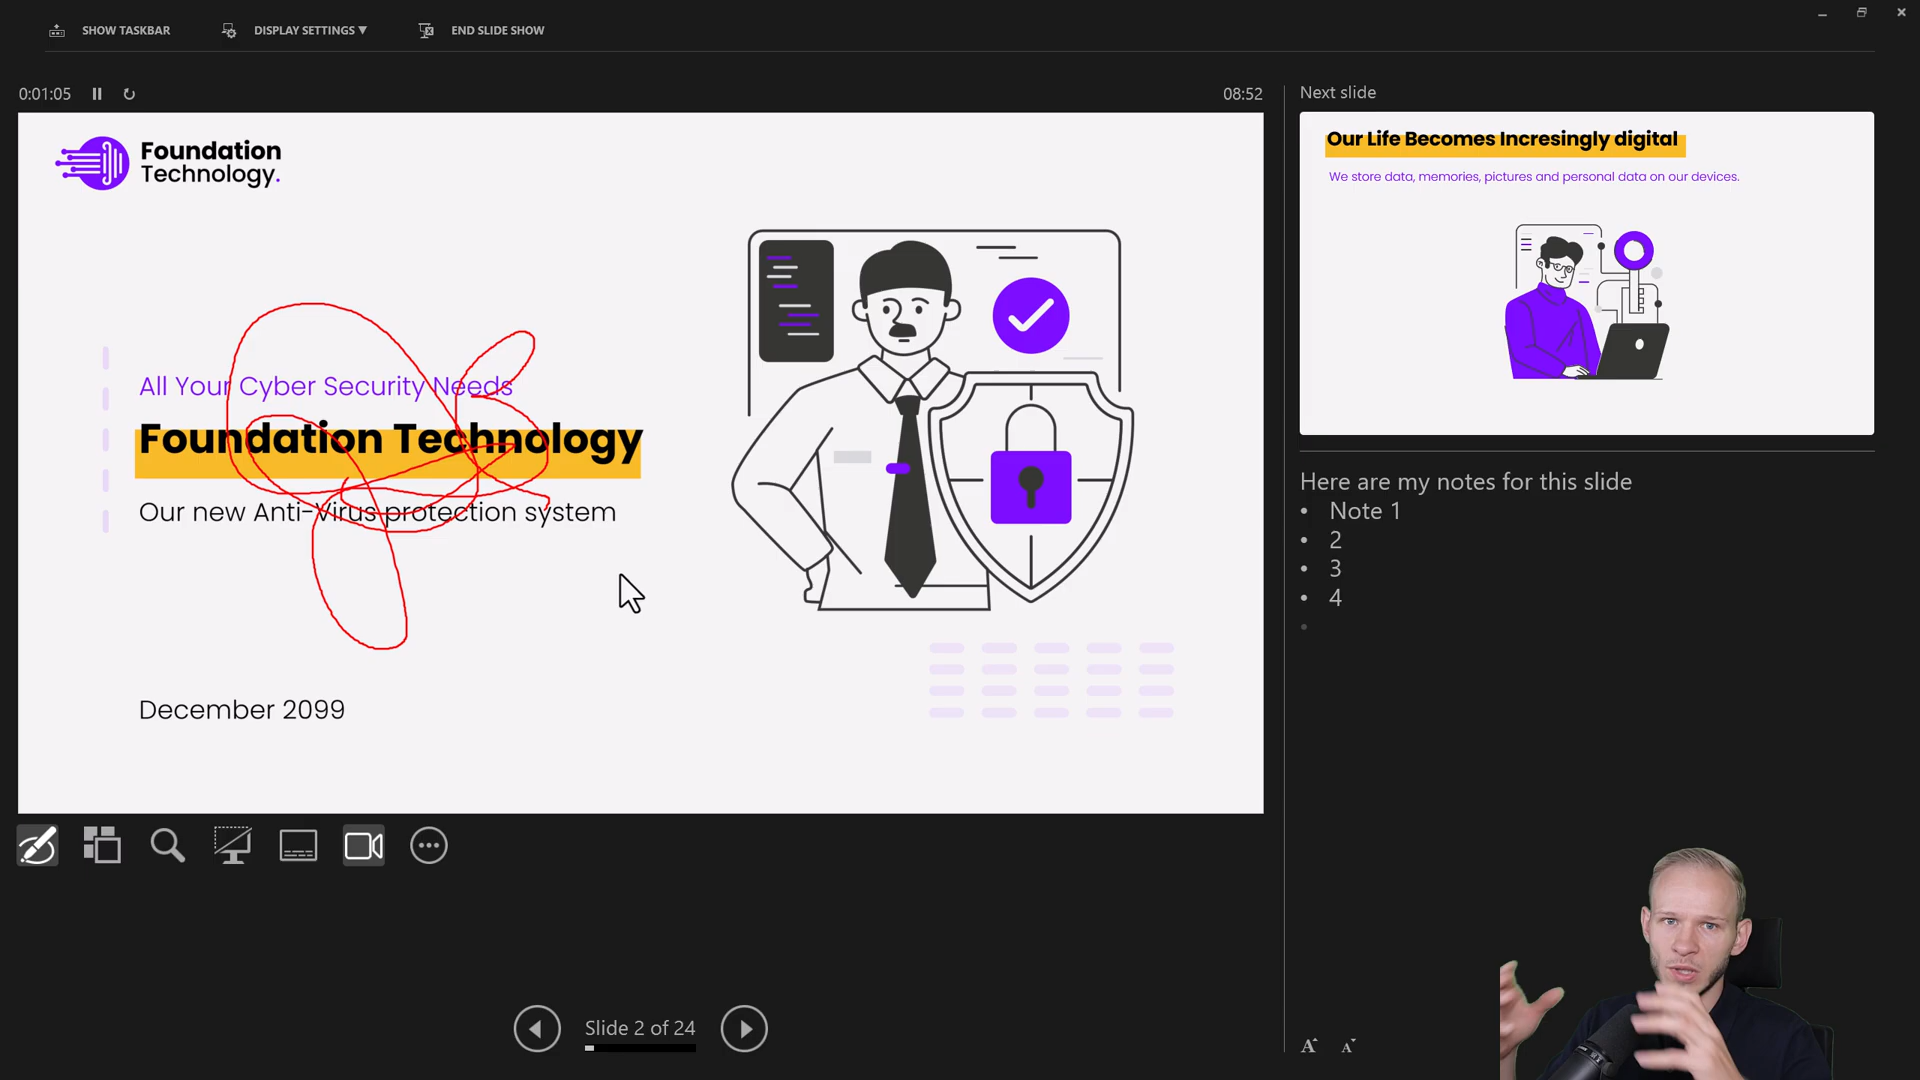 SHOW TASKBAR
DISPLAY SETTINGS ▼
END SLIDE SHOW
0:01:05
08:52
Foundation
Technology.
All Your Cyber Security Needs
Foundation Technology
Our new Anti-Virus protection system
December 2099
Slide 2 of 24
Next slide
Our Life Becomes Incresingly digital
We store data, memories, pictures and personal data on our devices.
Here are my notes for this slide
• Note 1
• 2
• 3
• 4
•
A A